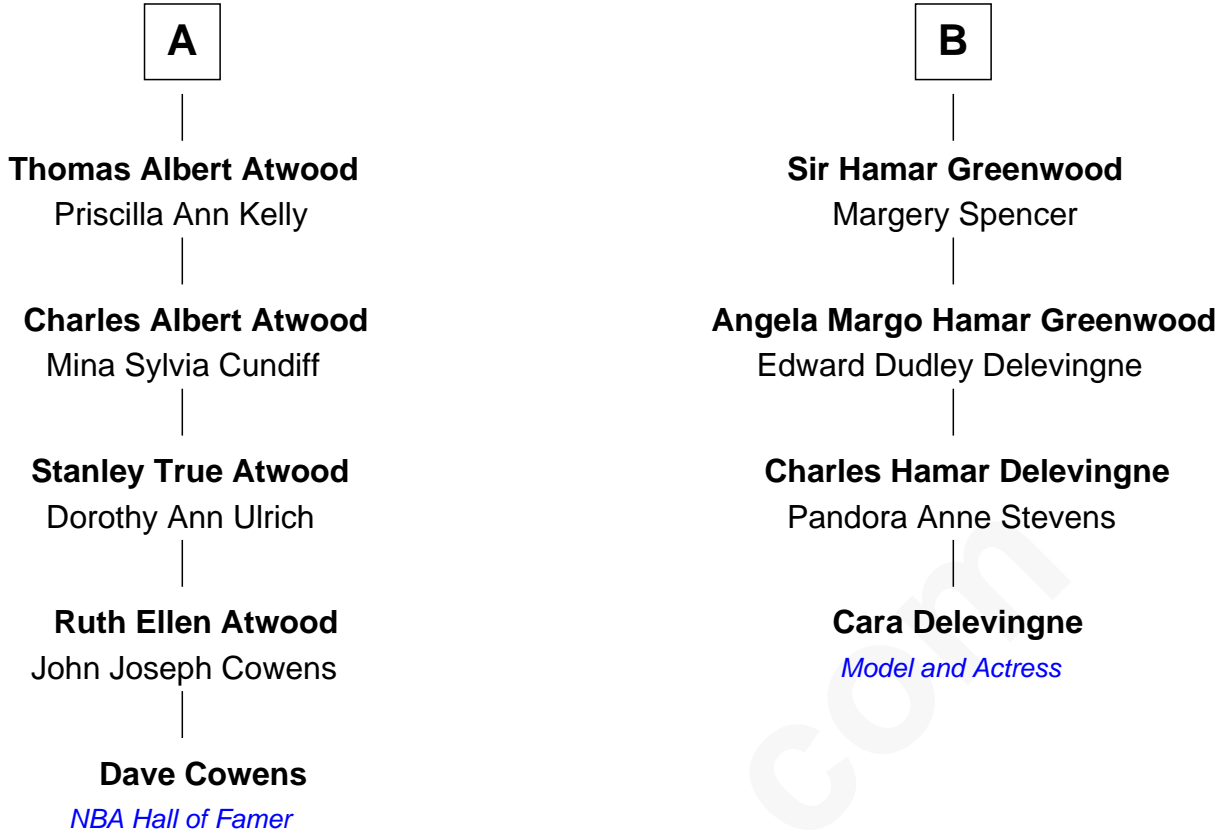 A
Thomas Albert Atwood
Priscilla Ann Kelly
Charles Albert Atwood
Mina Sylvia Cundiff
Stanley True Atwood
Dorothy Ann Ulrich
Ruth Ellen Atwood
John Joseph Cowens
Dave Cowens
NBA Hall of Famer
B
Sir Hamar Greenwood
Margery Spencer
Angela Margo Hamar Greenwood
Edward Dudley Delevingne
Charles Hamar Delevingne
Pandora Anne Stevens
Cara Delevingne
Model and Actress
com